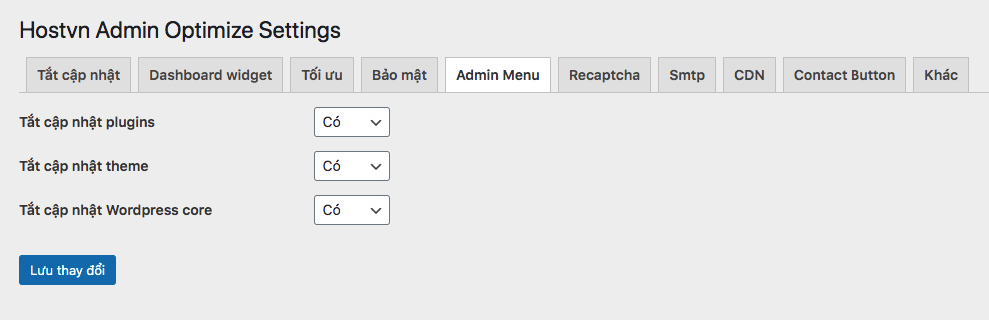 Hostvn Admin Optimize Settings
Tắt cập nhật Dashboard widget Tối ưu Bảo mật Admin Menu Recaptcha Smtp CDN Contact Button Khác
Tắt cập nhật plugins Có
Tắt cập nhật theme Có
Tắt cập nhật Wordpress core Có
Lưu thay đổi